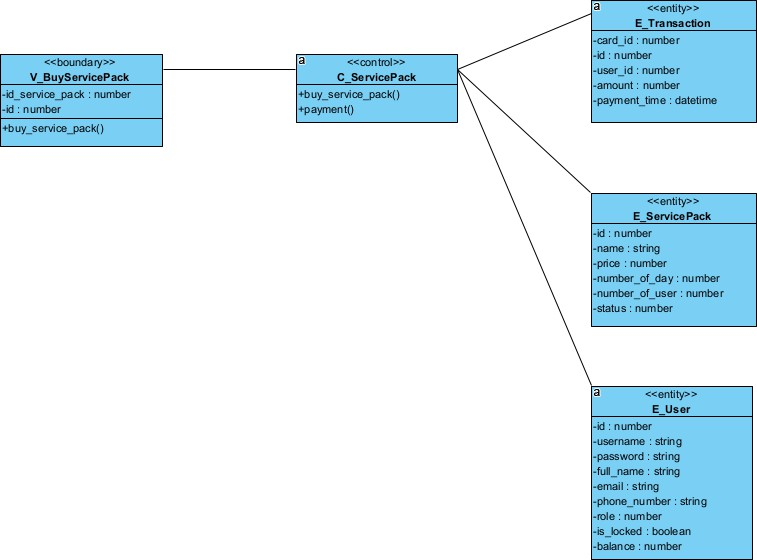 <<boundary>>
V_BuyServicePack
-id_service_pack : number
-id : number
+buy_service_pack()
a
<<control>>
C_ServicePack
+buy_service_pack()
+payment()
a
<<entity>>
E_Transaction
-card_id : number
-id : number
-user_id : number
-amount : number
-payment_time : datetime
<<entity>>
E_ServicePack
-id : number
-name : string
-price : number
-number_of_day : number
-number_of_user : number
-status : number
a
<<entity>>
E_User
-id : number
-username : string
-password : string
-full_name : string
-email : string
-phone_number : string
-role : number
-is_locked : boolean
-balance : number